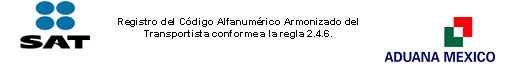 Registro del Código Alfanumérico Armonizado del
Transportista conforme a la regla 2.4.6.
SAT
ADUANA MEXICO